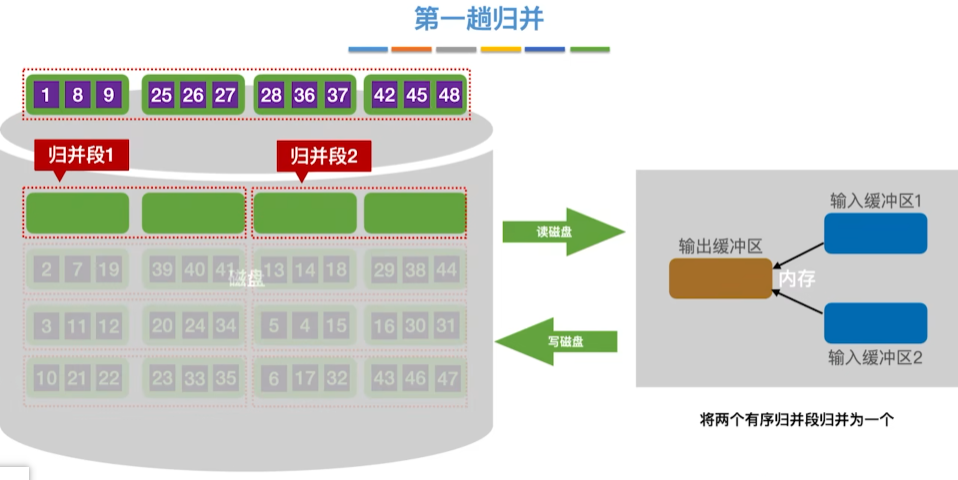 第一趟归并
1 8 9 25 26 27 28 36 37 42 45 48
归并段1 归并段2
读磁盘
写磁盘
2 7 19 39 40 41 13 14 18 29 38 44
磁盘
3 11 12 20 24 34 5 4 15 16 30 31
10 21 22 23 33 35 6 17 32 43 46 47
输入缓冲区1
输出缓冲区
内存
输入缓冲区2
将两个有序归并段归并为一个